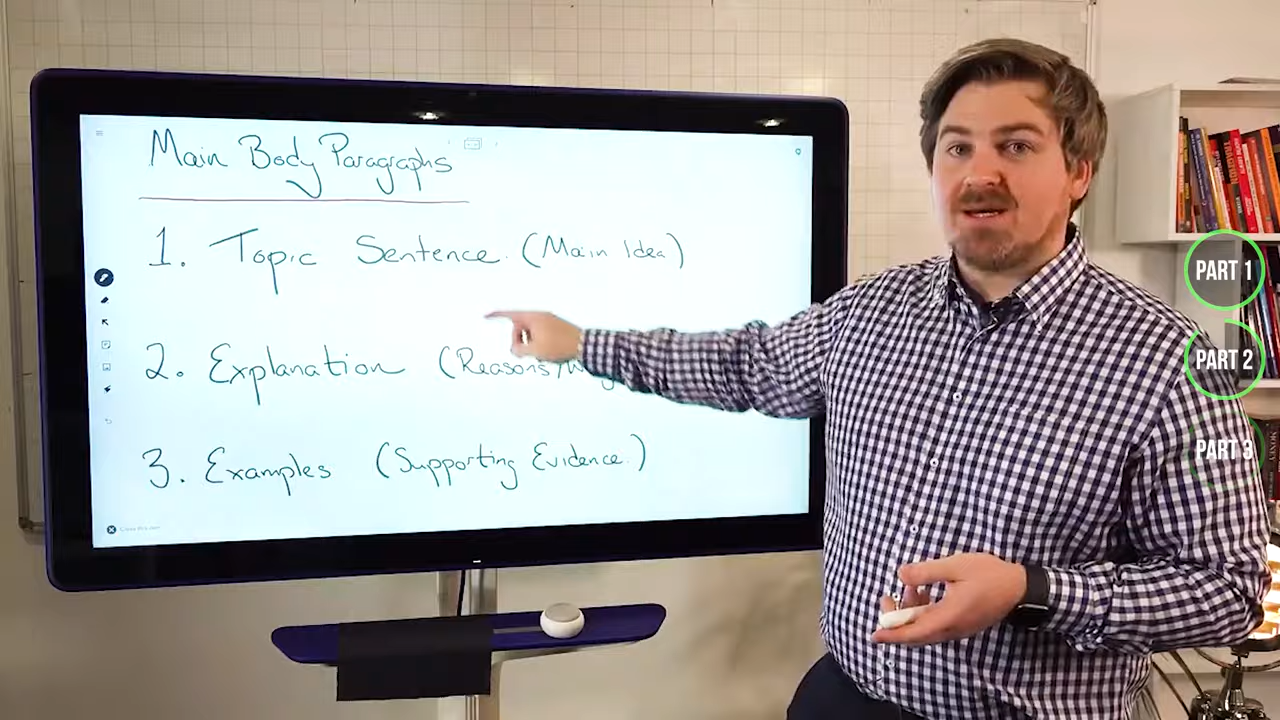 Main Body Paragraphs
1. Topic Sentence. (Main Idea)
2. Explanation (Reasons/
3. Examples (Supporting Evidence.)
PART 1
PART 2
PART 3
MONEY